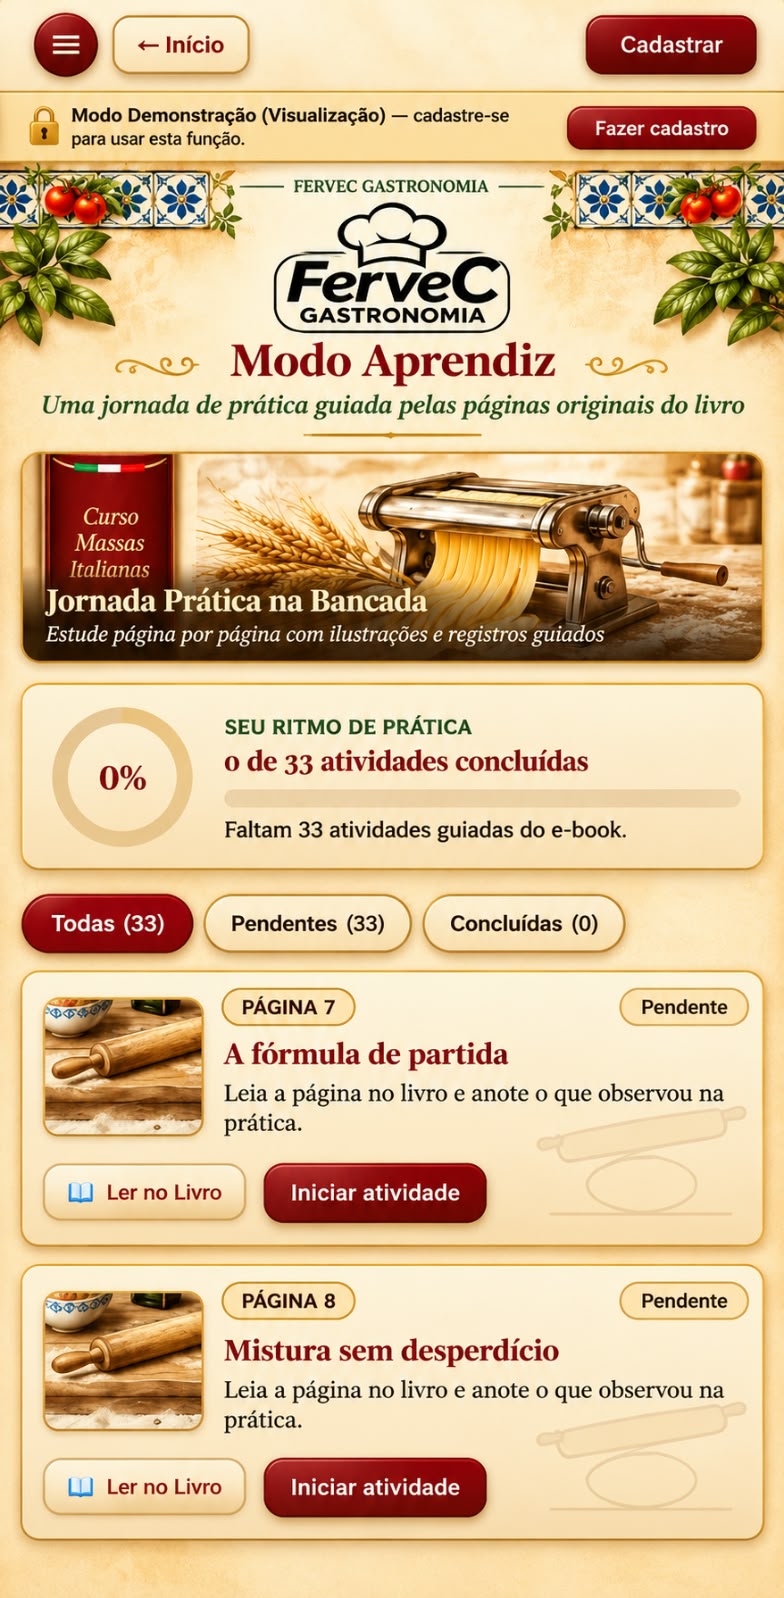 ← Início
Cadastrar
Modo Demonstração (Visualização) — cadastre-se
para usar esta função.
Fazer cadastro
FERVEC GASTRONOMIA
FerveC
GASTRONOMIA
Modo Aprendiz
Uma jornada de prática guiada pelas páginas originais do livro
Curso
Massas
Italianas
Jornada Prática na Bancada
Estude página por página com ilustrações e registros guiados
0%
SEU RITMO DE PRÁTICA
0 de 33 atividades concluídas
Faltam 33 atividades guiadas do e-book.
Todas (33)
Pendentes (33)
Concluídas (0)
PÁGINA 7
Pendente
A fórmula de partida
Leia a página no livro e anote o que observou na
prática.
Ler no Livro
Iniciar atividade
PÁGINA 8
Pendente
Mistura sem desperdício
Leia a página no livro e anote o que observou na
prática.
Ler no Livro
Iniciar atividade